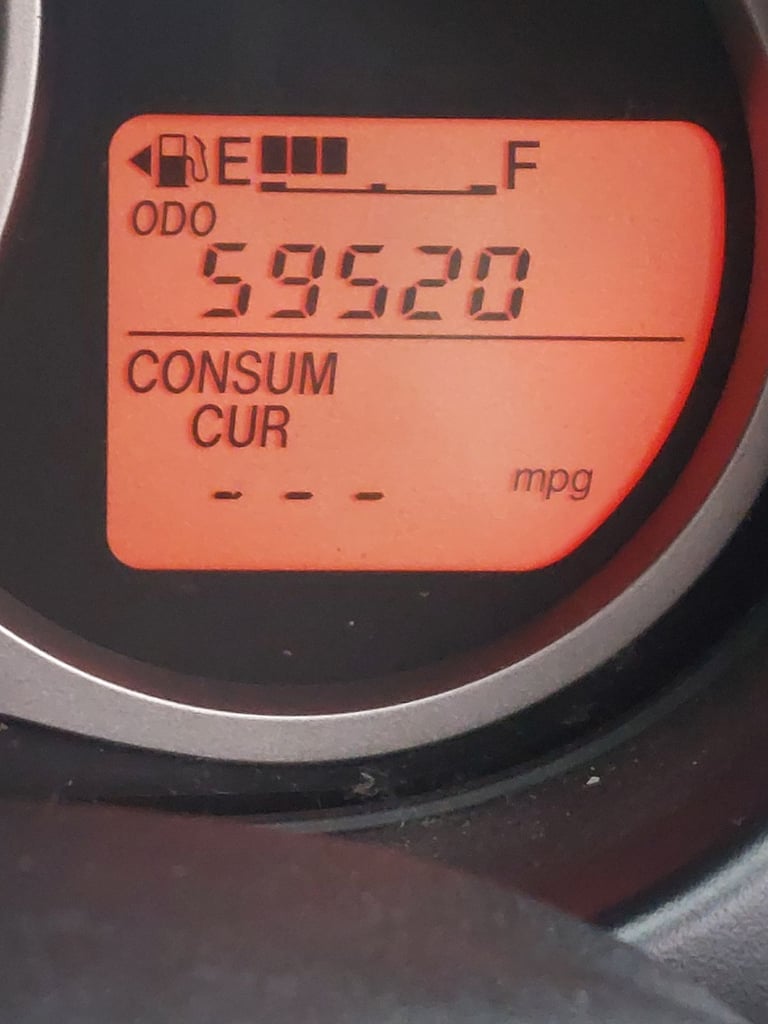 E F
ODO
59520
CONSUM
CUR
--- mpg